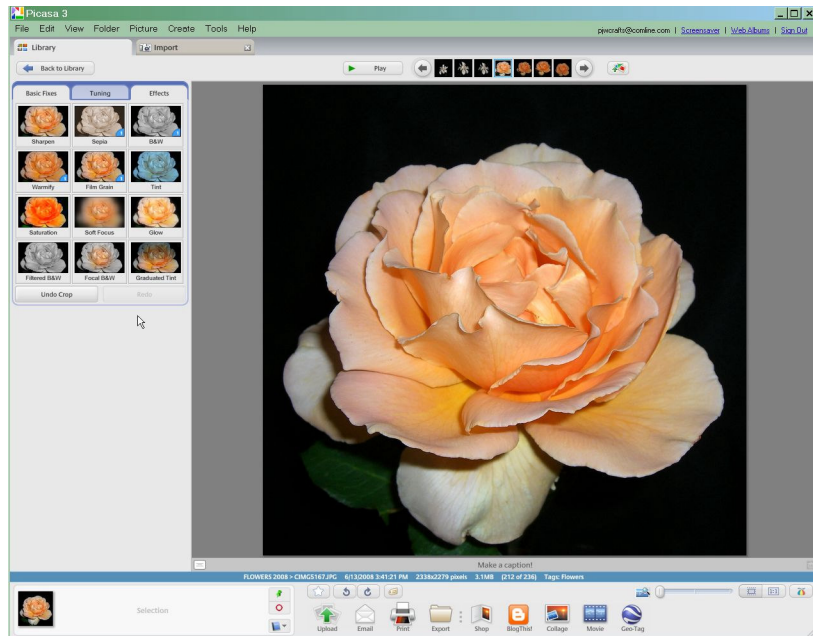 Picasa 3
File Edit View Folder Picture Create Tools Help
pjwcrafts@comline.com | Screensaver | Web Albums | Sign Out
Library
Import
Back to Library
Play
Basic Fixes
Tuning
Effects
Sharpen
Sepia
B&W
Warmify
Film Grain
Tint
Saturation
Soft Focus
Glow
Filtered B&W
Focal B&W
Graduated Tint
Undo Crop
Redo
Make a caption!
FLOWERS 2008 > CIMG5167.JPG 6/13/2008 3:41:21 PM 2338x2279 pixels 3.1MB (212 of 236) Tags: Flowers
Selection
Upload
Email
Print
Export
Shop
BlogThis!
Collage
Movie
Geo-Tag